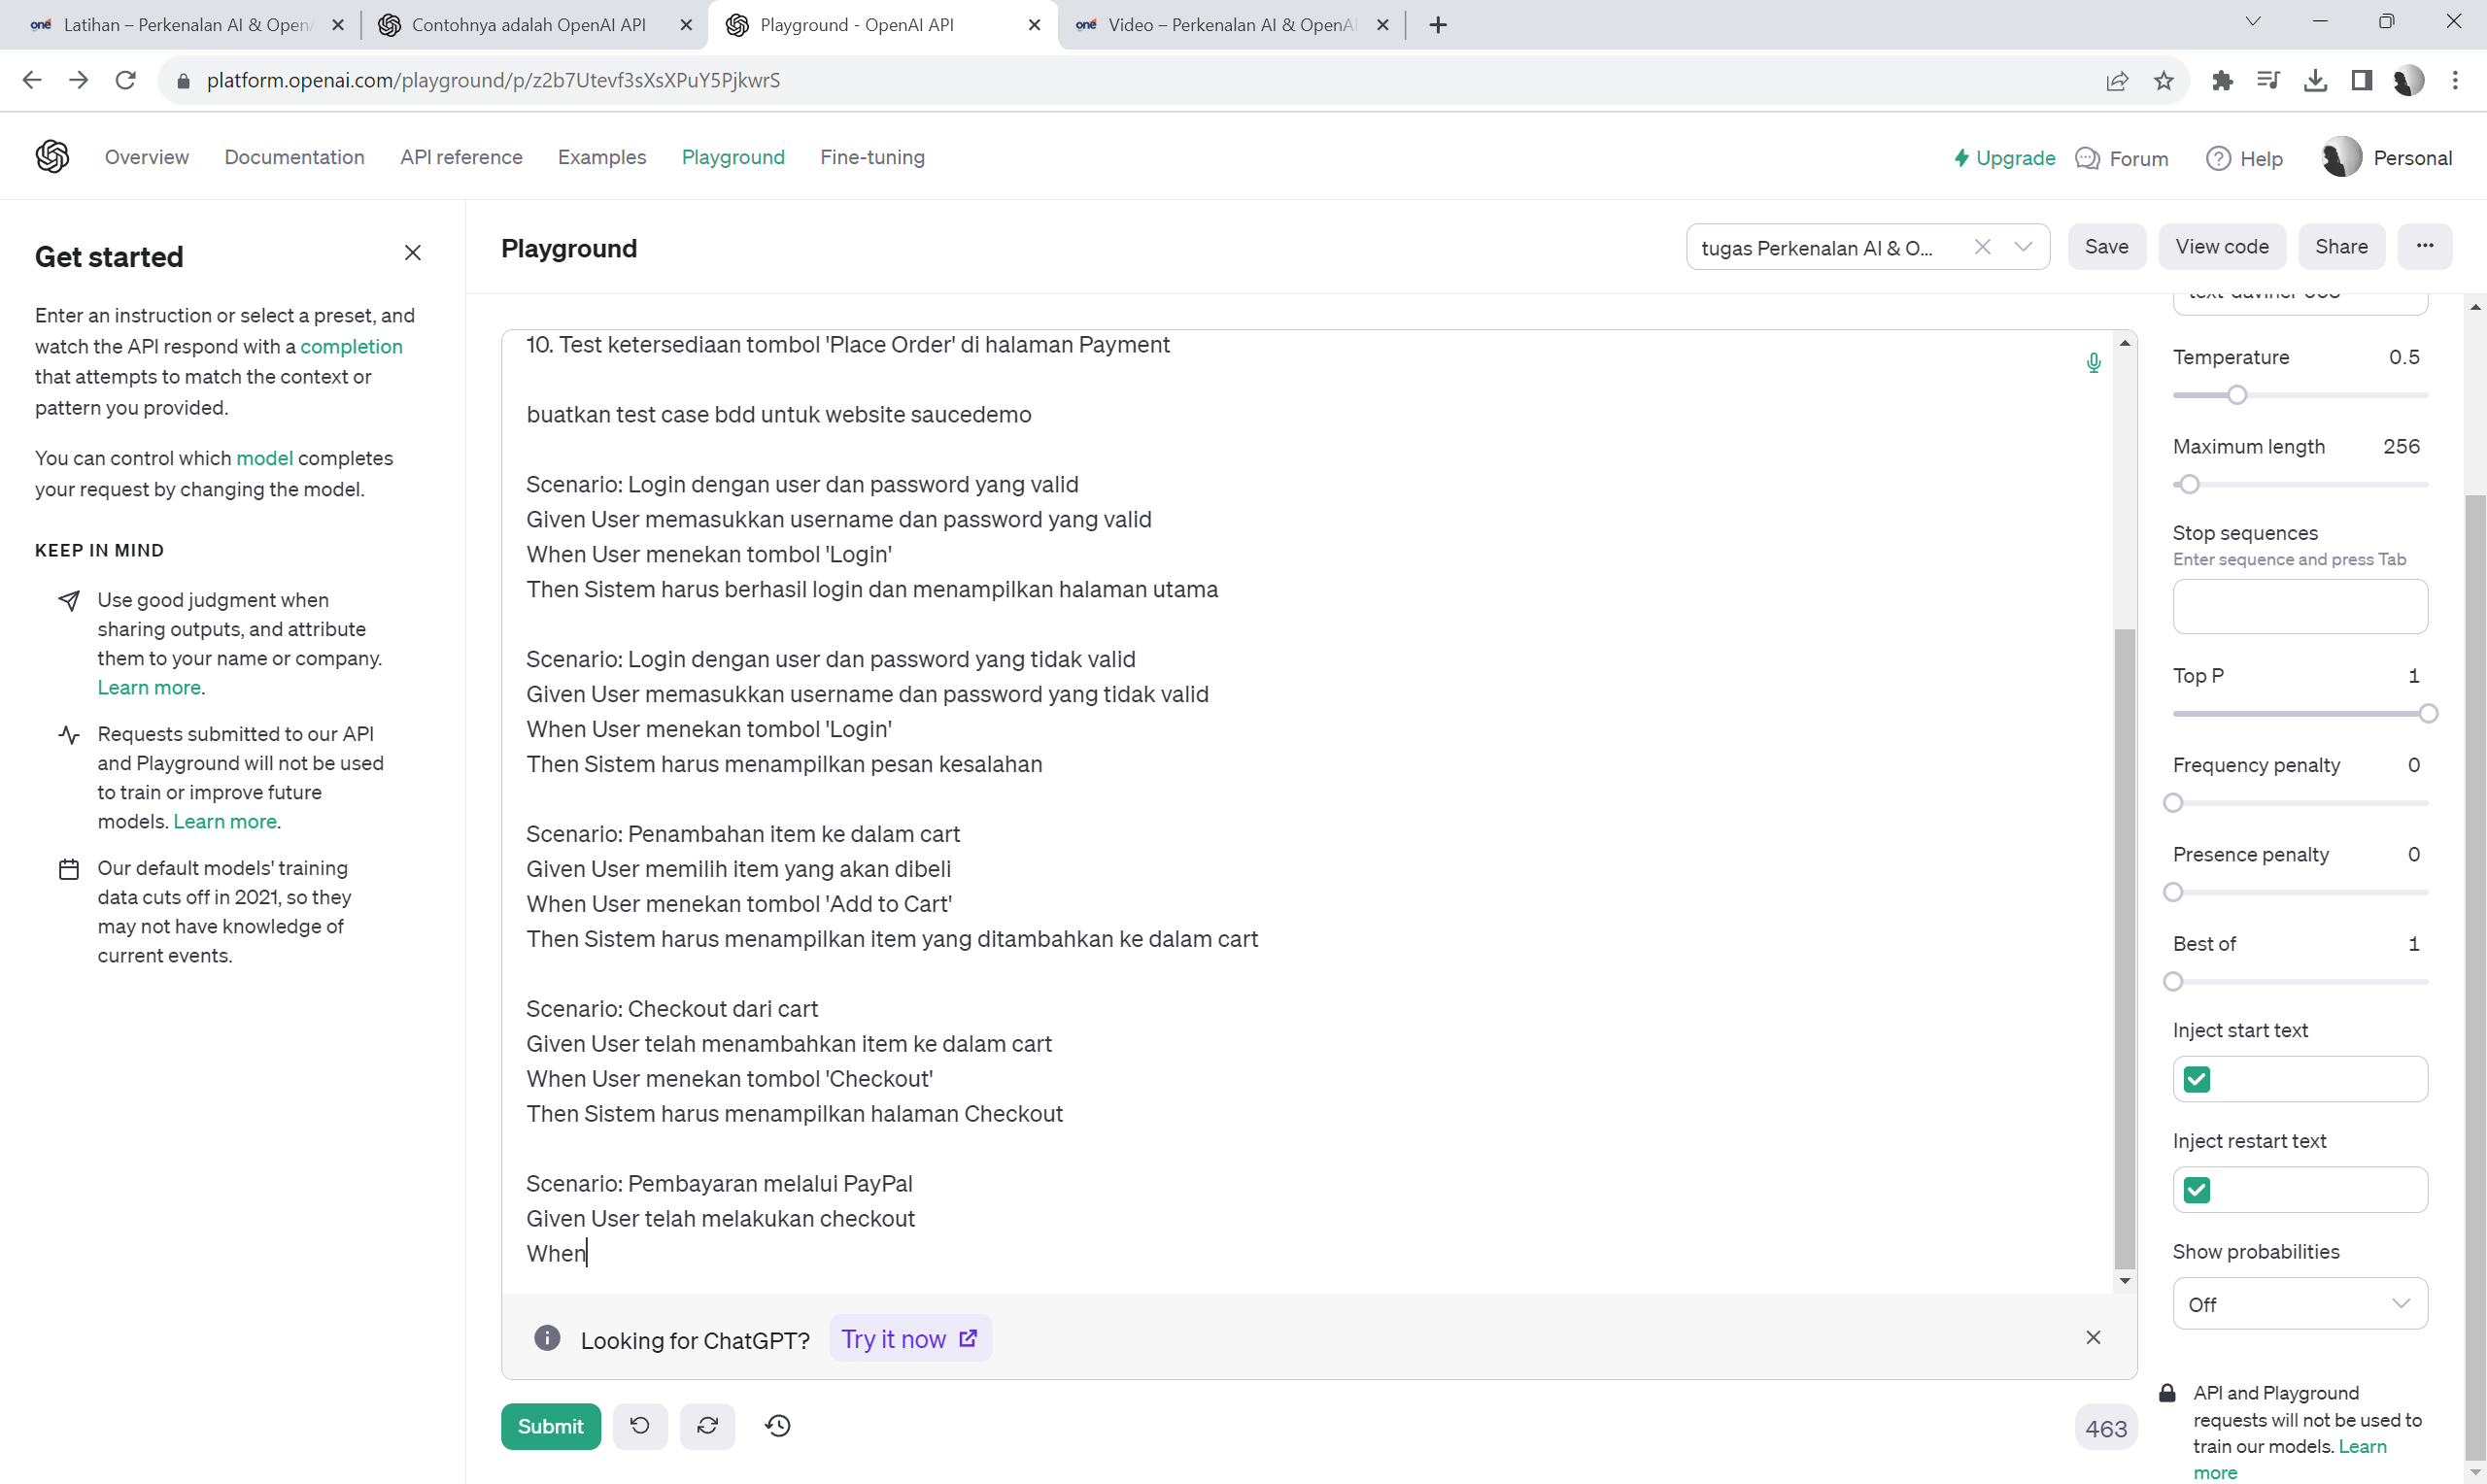 one Latihan – Perkenalan AI & Open
Contohnya adalah OpenAI API
Playground - OpenAI API
one Video – Perkenalan AI & OpenA
platform.openai.com/playground/p/z2b7Utevf3sXsXPuY5PjkwrS
Overview
Documentation
API reference
Examples
Playground
Fine-tuning
Upgrade
Forum
Help
Personal
Get started
Enter an instruction or select a preset, and
watch the API respond with a completion
that attempts to match the context or
pattern you provided.
You can control which model completes
your request by changing the model.
KEEP IN MIND
Use good judgment when
sharing outputs, and attribute
them to your name or company.
Learn more.
Requests submitted to our API
and Playground will not be used
to train or improve future
models. Learn more.
Our default models' training
data cuts off in 2021, so they
may not have knowledge of
current events.
Playground
tugas Perkenalan AI & O...
Save
View code
Share
10. Test ketersediaan tombol 'Place Order' di halaman Payment
buatkan test case bdd untuk website saucedemo
Scenario: Login dengan user dan password yang valid
Given User memasukkan username dan password yang valid
When User menekan tombol 'Login'
Then Sistem harus berhasil login dan menampilkan halaman utama
Scenario: Login dengan user dan password yang tidak valid
Given User memasukkan username dan password yang tidak valid
When User menekan tombol 'Login'
Then Sistem harus menampilkan pesan kesalahan
Scenario: Penambahan item ke dalam cart
Given User memilih item yang akan dibeli
When User menekan tombol 'Add to Cart'
Then Sistem harus menampilkan item yang ditambahkan ke dalam cart
Scenario: Checkout dari cart
Given User telah menambahkan item ke dalam cart
When User menekan tombol 'Checkout'
Then Sistem harus menampilkan halaman Checkout
Scenario: Pembayaran melalui PayPal
Given User telah melakukan checkout
When
Looking for ChatGPT? Try it now
Submit
463
Temperature 0.5
Maximum length 256
Stop sequences
Enter sequence and press Tab
Top P 1
Frequency penalty 0
Presence penalty 0
Best of 1
Inject start text
Inject restart text
Show probabilities
Off
API and Playground
requests will not be used to
train our models. Learn
more